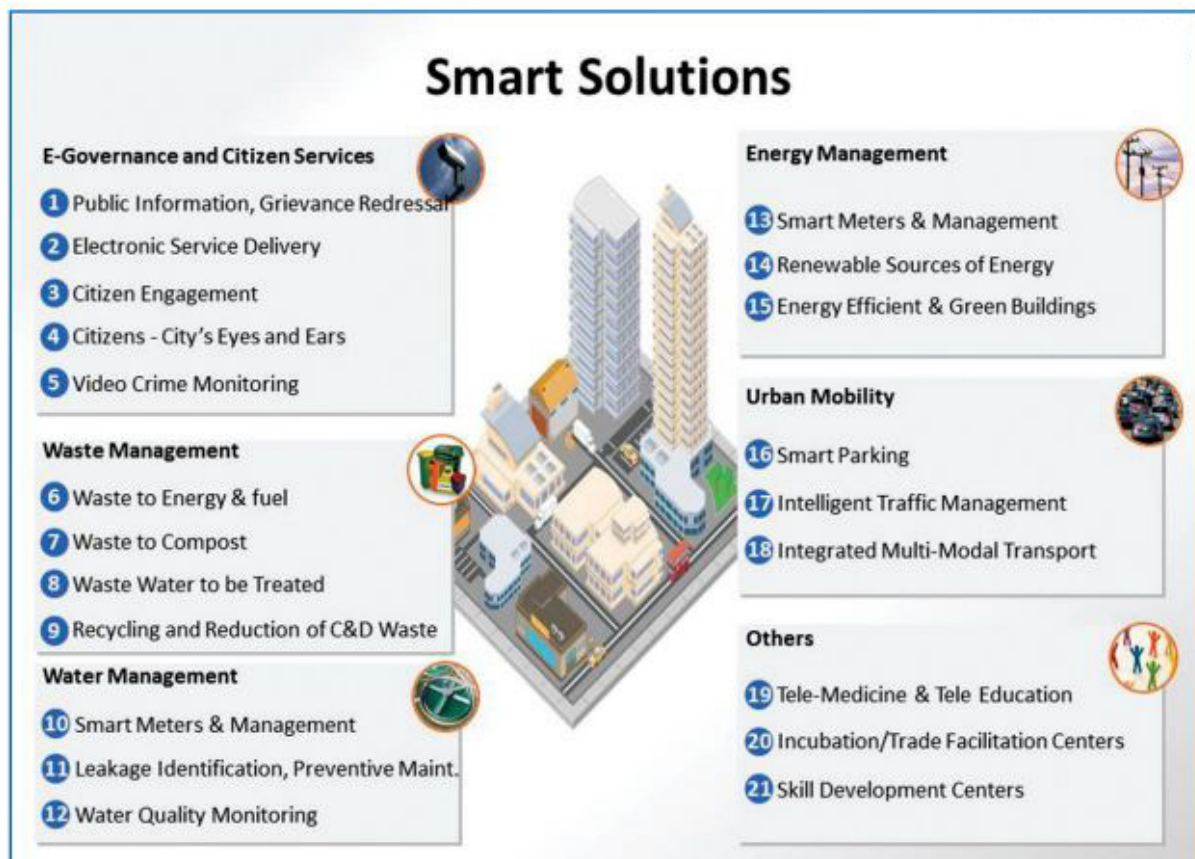 Smart Solutions
E-Governance and Citizen Services
1 Public Information, Grievance Redressal
2 Electronic Service Delivery
3 Citizen Engagement
4 Citizens - City's Eyes and Ears
5 Video Crime Monitoring
Waste Management
6 Waste to Energy & fuel
7 Waste to Compost
8 Waste Water to be Treated
9 Recycling and Reduction of C&D Waste
Water Management
10 Smart Meters & Management
11 Leakage Identification, Preventive Maint.
12 Water Quality Monitoring
Energy Management
13 Smart Meters & Management
14 Renewable Sources of Energy
15 Energy Efficient & Green Buildings
Urban Mobility
16 Smart Parking
17 Intelligent Traffic Management
18 Integrated Multi-Modal Transport
Others
19 Tele-Medicine & Tele Education
20 Incubation/Trade Facilitation Centers
21 Skill Development Centers